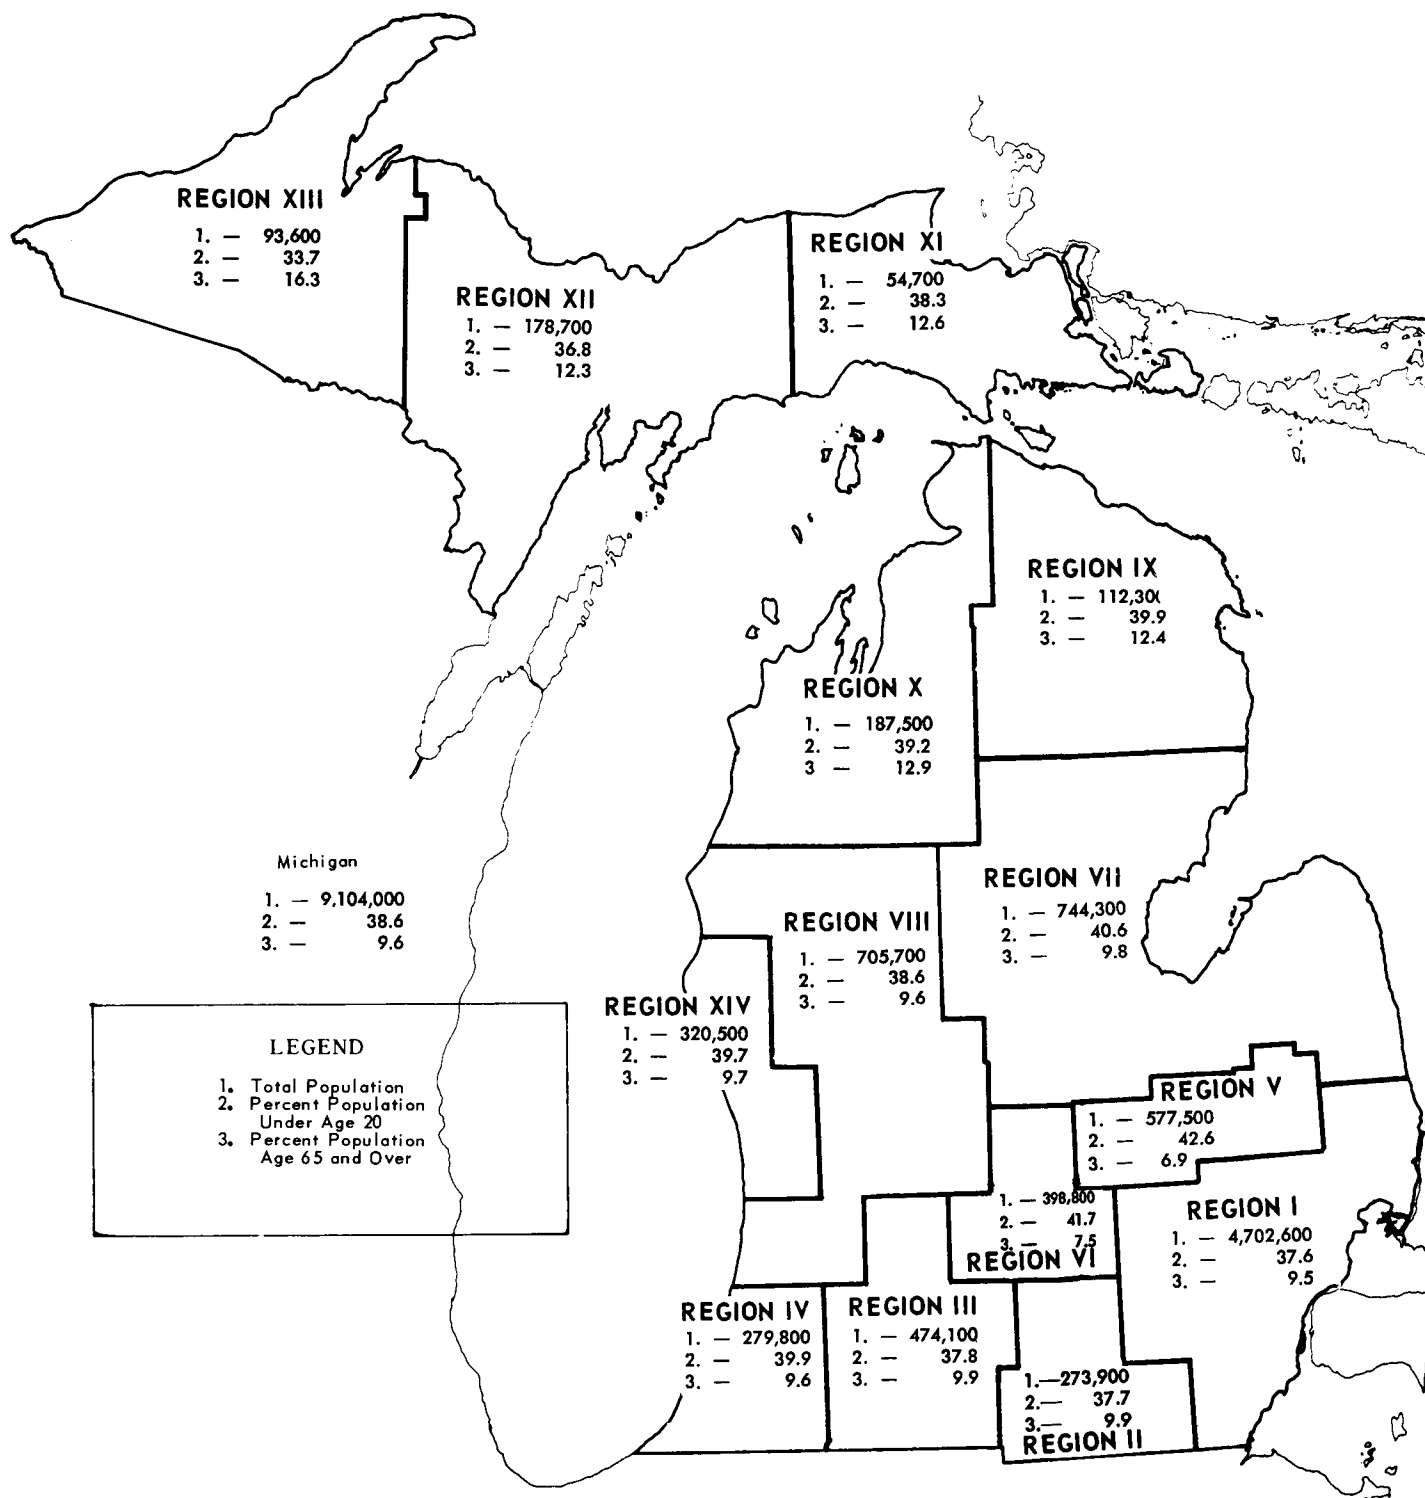 REGION XIII
1. — 93,600
2. — 33.7
3. — 16.3
REGION XII
1. — 178,700
2. — 36.8
3. — 12.3
REGION XI
1. — 54,700
2. — 38.3
3. — 12.6
REGION IX
1. — 112,30
2. — 39.9
3. — 12.4
REGION X
1. — 187,500
2. — 39.2
3 — 12.9
Michigan
1. — 9,104,000
2. — 38.6
3. — 9.6
REGION VII
1. — 744,300
2. — 40.6
3. — 9.8
REGION VIII
1. — 705,700
2. — 38.6
3. — 9.6
REGION XIV
1. — 320,500
2. — 39.7
3. — 9.7
LEGEND
1. Total Population
2. Percent Population
Under Age 20
3. Percent Population
Age 65 and Over
REGION V
1. — 577,500
2. — 42.6
3. — 6.9
1. — 398,800
2. — 41.7
3. — 7.5
REGION VI
REGION I
1. — 4,702,600
2. — 37.6
3. — 9.5
REGION IV
1. — 279,800
2. — 39.9
3. — 9.6
REGION III
1. — 474,100
2. — 37.8
3. — 9.9
1.—273,900
2.— 37.7
3.— 9.9
REGION II